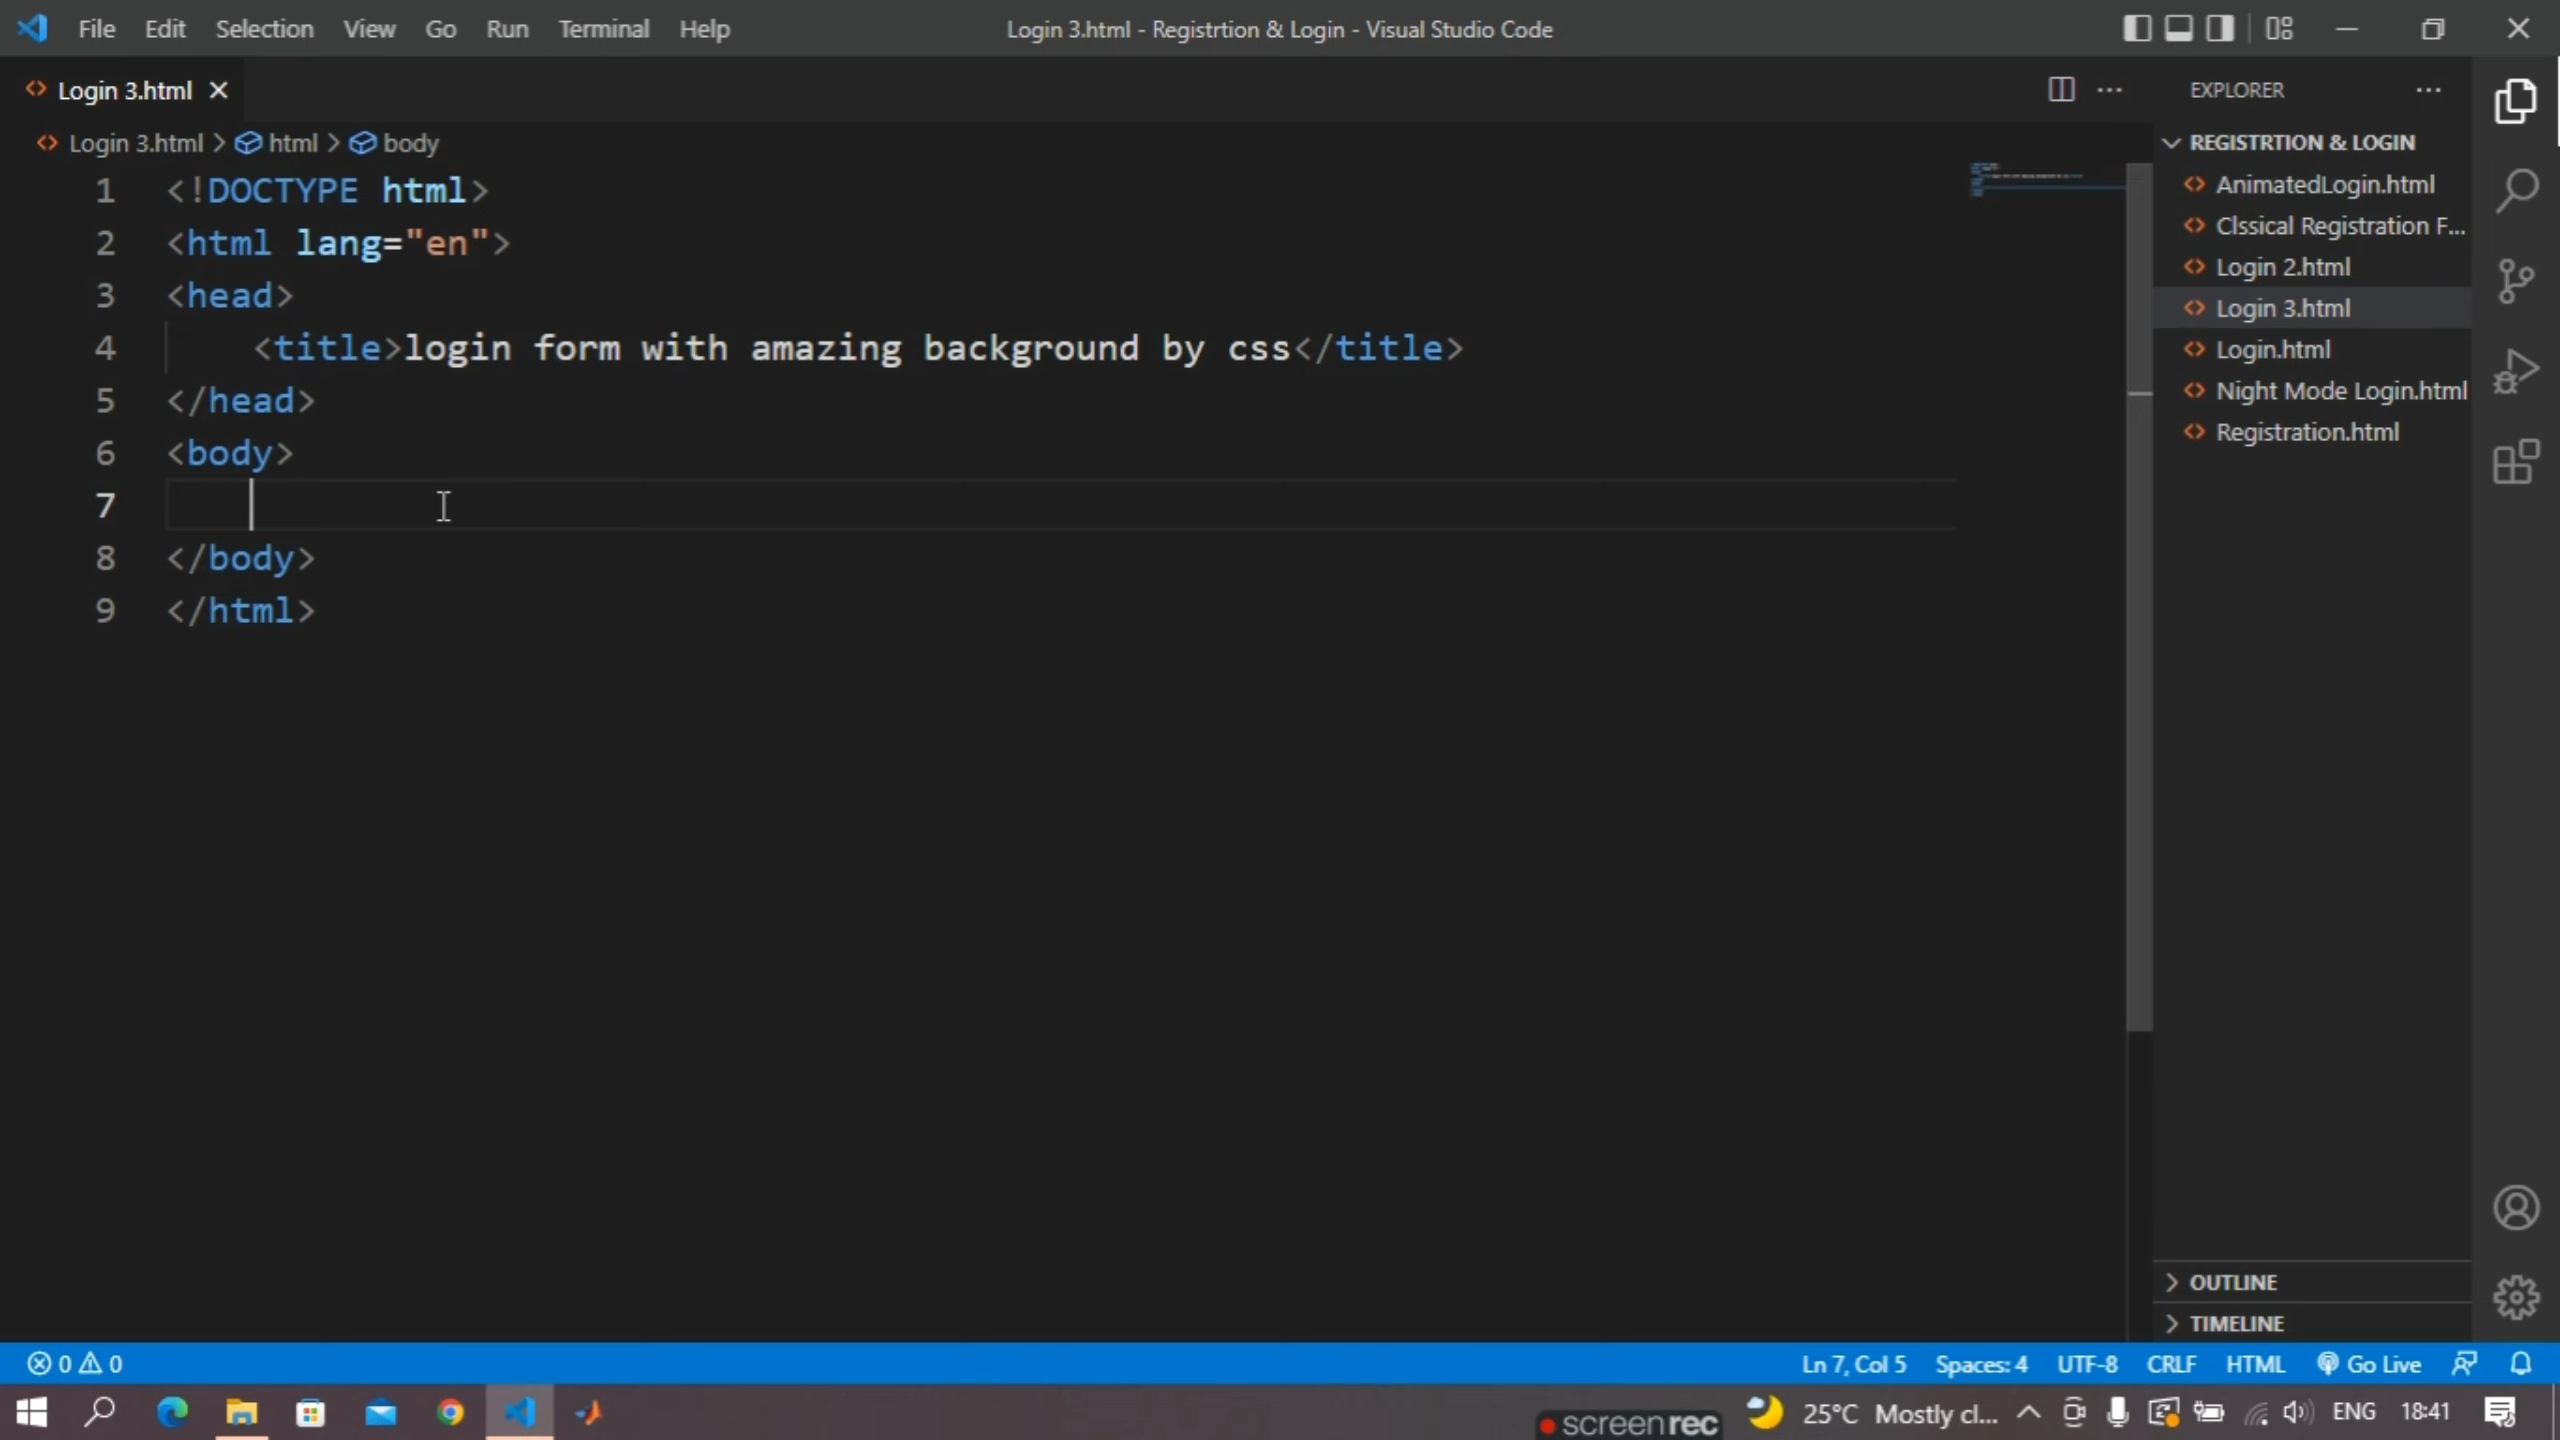 File Edit Selection View Go Run Terminal Help
Login 3.html - Registrtion & Login - Visual Studio Code
Login 3.html
Login 3.html > html > body
1 <!DOCTYPE html>
2 <html lang="en">
3 <head>
4 <title>login form with amazing background by css</title>
5 </head>
6 <body>
7
8 </body>
9 </html>
EXPLORER
REGISTRTION & LOGIN
AnimatedLogin.html
Clssical Registration F...
Login 2.html
Login 3.html
Login.html
Night Mode Login.html
Registration.html
OUTLINE
TIMELINE
0 0
Ln 7, Col 5 Spaces: 4 UTF-8 CRLF HTML Go Live
screenrec
25°C Mostly cl... ENG 18:41